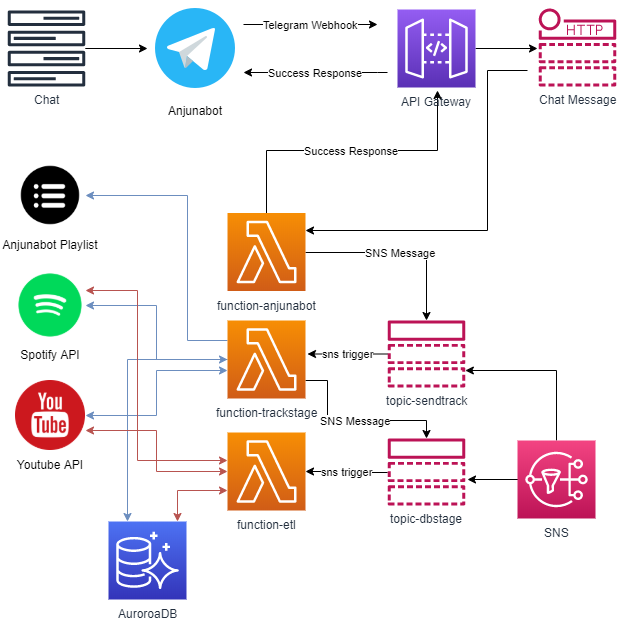 Telegram Webhook
HTTP
Success Response
Chat
Anjunabot
API Gateway
Chat Message
Success Response
Anjunabot Playlist
SNS Message
function-anjunabot
Spotify API
sns trigger
topic-sendtrack
function-trackstage
SNS Message
You
Tube
Youtube API
sns trigger
function-etl
topic-dbstage
SNS
AuroroaDB